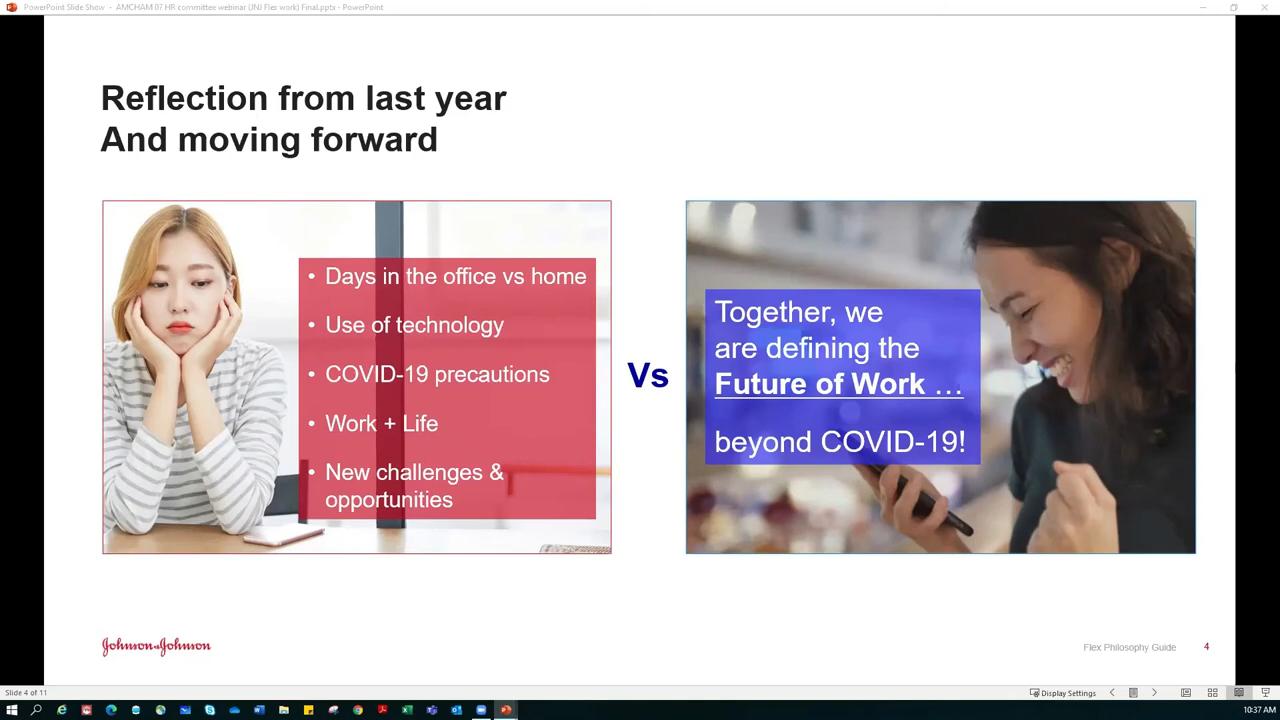 PowerPoint Slide Show - AMCHAM 07 HR committee webinar (JNJ Flex work) Final.pptx - PowerPoint
Reflection from last year
And moving forward
• Days in the office vs home
• Use of technology
• COVID-19 precautions
• Work + Life
• New challenges &
opportunities
Vs
Together, we
are defining the
Future of Work …
beyond COVID-19!
Johnson & Johnson
Flex Philosophy Guide
4
Slide 4 of 11
Display Settings
10:37 AM